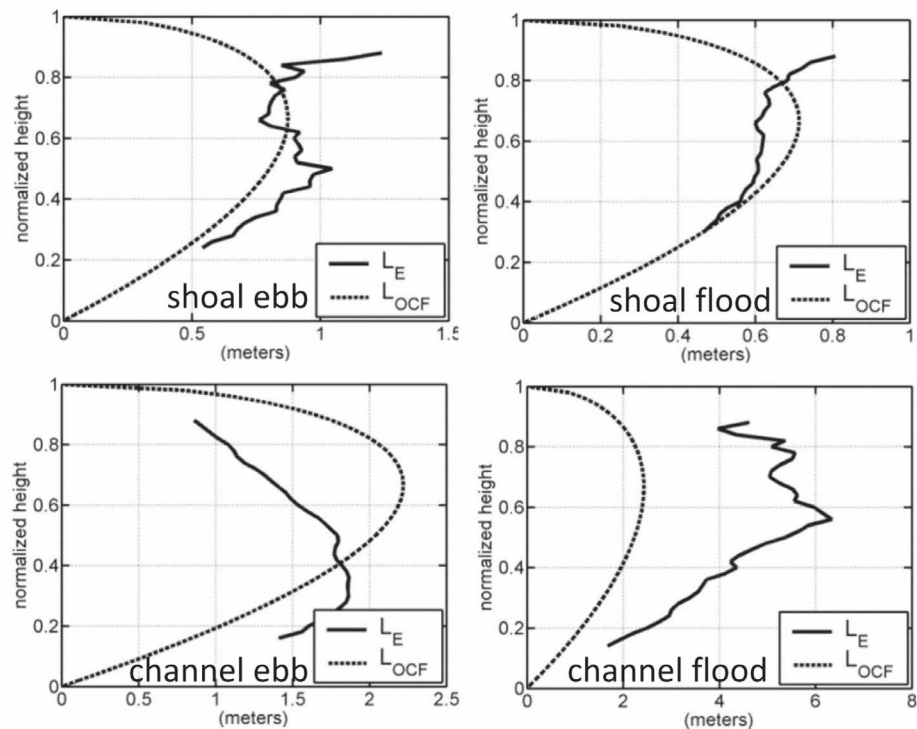 1
0.8
0.6
0.4
0.2
0
normalized height
0 0.5 1 1.5
(meters)
L_E
L_OCF
shoal ebb
1
0.8
0.6
0.4
0.2
0
normalized height
0 0.2 0.4 0.6 0.8 1
(meters)
L_E
L_OCF
shoal flood
1
0.8
0.6
0.4
0.2
0
normalized height
0 0.5 1 1.5 2 2.5
(meters)
L_E
L_OCF
channel ebb
1
0.8
0.6
0.4
0.2
0
normalized height
0 2 4 6 8
(meters)
L_E
L_OCF
channel flood